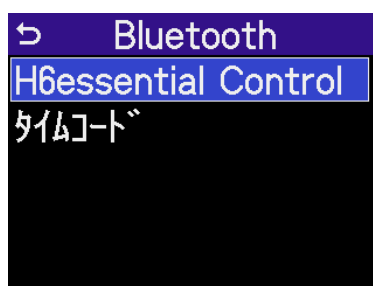 Bluetooth
H6essential Control
ﾀｲﾑｺｰﾄﾞ